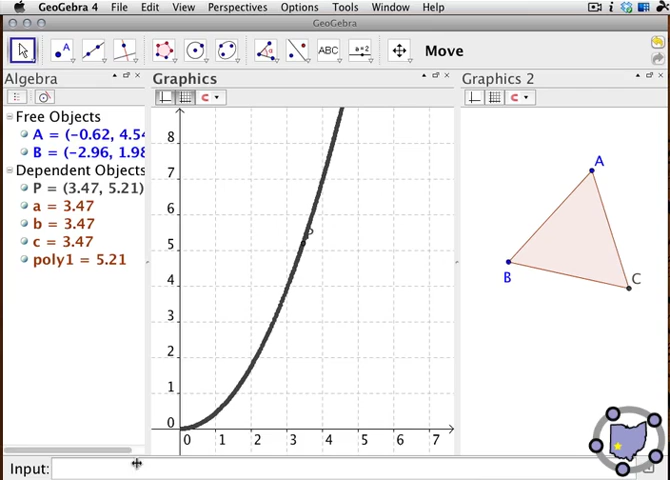 GeoGebra 4 File Edit View Perspectives Options Tools Window Help
GeoGebra
A
ABC
a=2
Move
Algebra
Graphics
Graphics 2
Free Objects
A = (-0.62, 4.54
B = (-2.96, 1.98
Dependent Objects
P = (3.47, 5.21)
a = 3.47
b = 3.47
c = 3.47
poly1 = 5.21
8
7
6
5
4
3
2
1
0
0 1 2 3 4 5 6 7
P
A
B
C
Input: